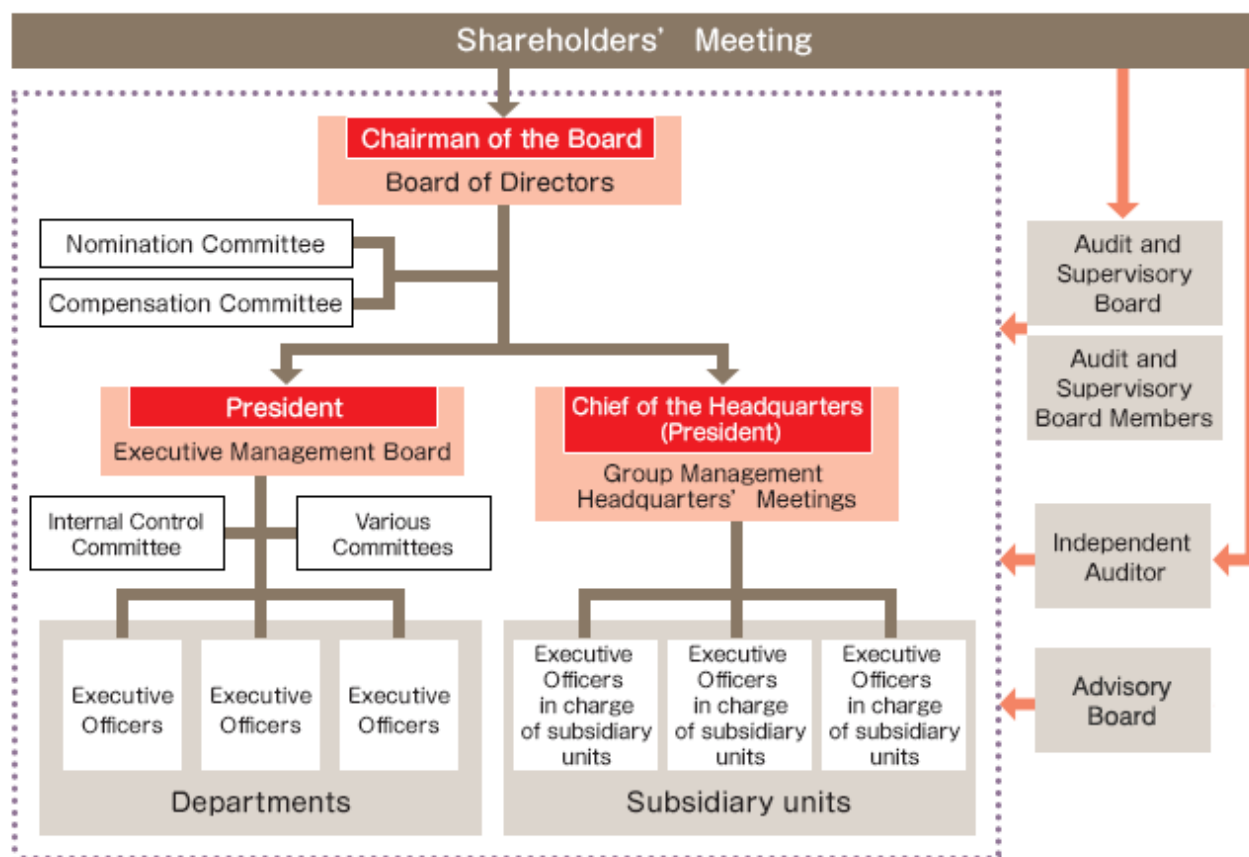 Shareholders' Meeting
Chairman of the Board
Board of Directors
Nomination Committee
Compensation Committee
President
Executive Management Board
Internal Control
Committee
Various
Committees
Executive
Officers
Executive
Officers
Executive
Officers
Departments
Chief of the Headquarters
(President)
Group Management
Headquarters' Meetings
Executive
Officers
in charge
of subsidiary
units
Executive
Officers
in charge
of subsidiary
units
Executive
Officers
in charge
of subsidiary
units
Subsidiary units
Audit and
Supervisory
Board
Audit and
Supervisory
Board Members
Independent
Auditor
Advisory
Board